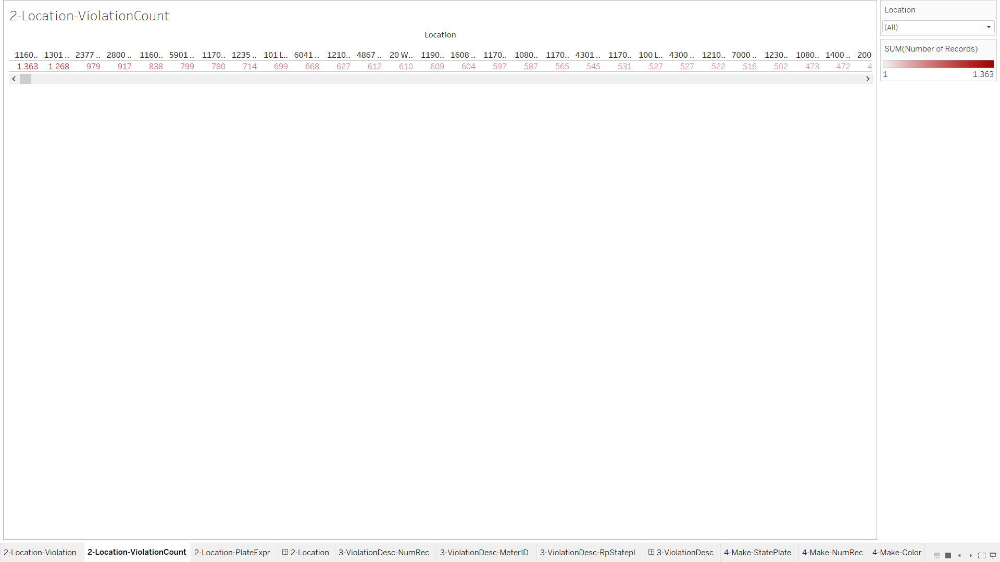 2-Location-ViolationCount
Location
1160.. 1301 .. 2377 .. 2800 .. 1160.. 5901 .. 1170.. 1235 .. 101 L.. 6041 .. 1210.. 4867 .. 20 W.. 1190.. 1608 .. 1170.. 1080.. 1170.. 4301 .. 1170.. 100 L.. 4300 .. 1210.. 7000 .. 1230.. 1080.. 1400 .. 200
1.363 1.268 979 917 838 799 780 714 699 668 627 612 610 609 604 597 587 565 545 531 527 527 522 516 502 473 472 4
Location
(All)
SUM(Number of Records)
1 1.363
2-Location-Violation 2-Location-ViolationCount 2-Location-PlateExpr 2-Location 3-ViolationDesc-NumRec 3-ViolationDesc-MeterID 3-ViolationDesc-RpStatepl 3-ViolationDesc 4-Make-StatePlate 4-Make-NumRec 4-Make-Color